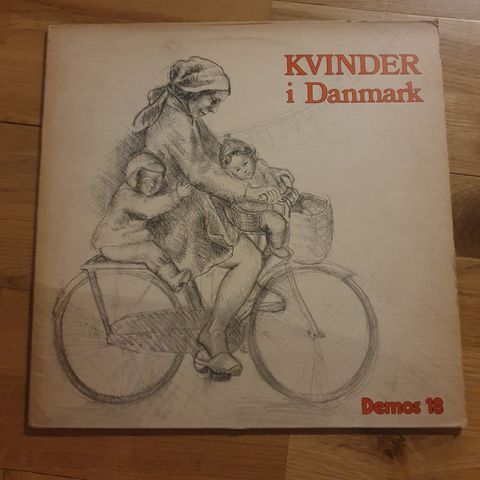 KVINDER
i Danmark
Demos 18